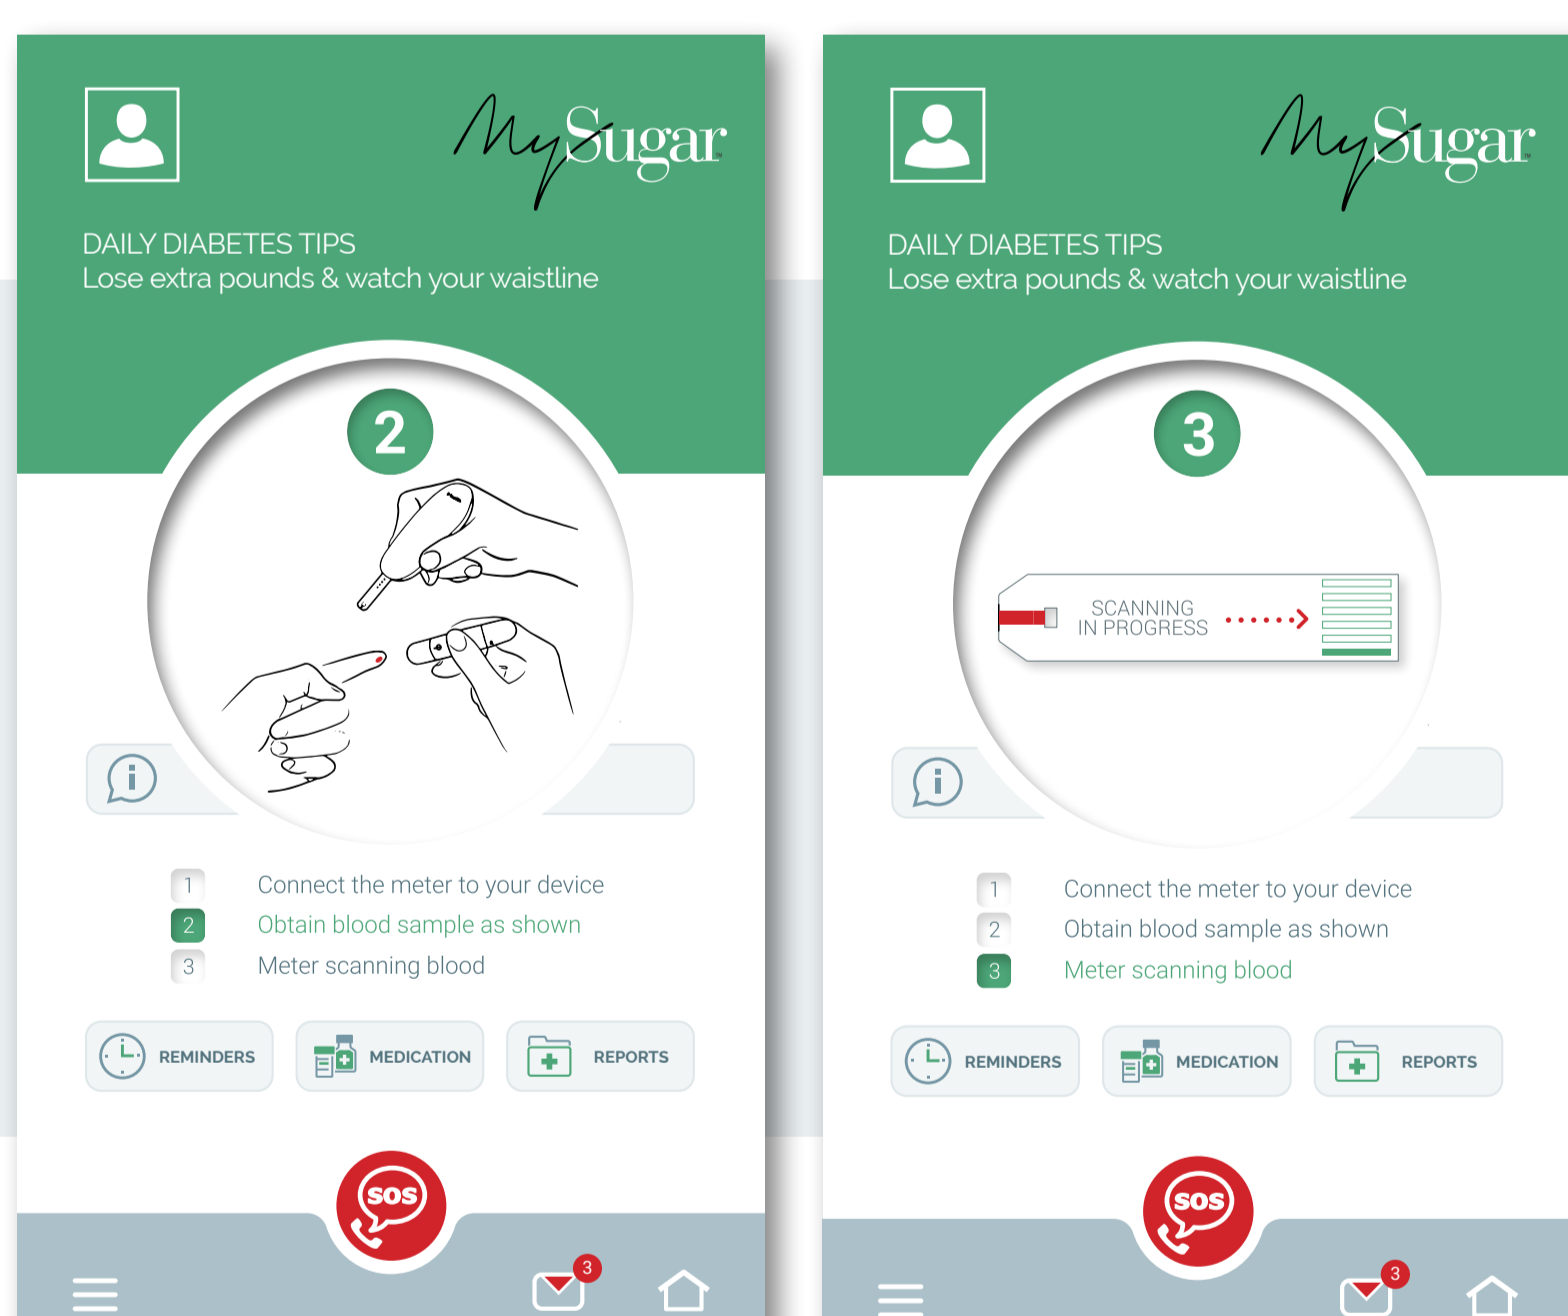 MySugar
DAILY DIABETES TIPS
Lose extra pounds & watch your waistline
2
i
1 Connect the meter to your device
2 Obtain blood sample as shown
3 Meter scanning blood
REMINDERS
MEDICATION
REPORTS
SOS
3
MySugar
DAILY DIABETES TIPS
Lose extra pounds & watch your waistline
3
SCANNING
IN PROGRESS
i
1 Connect the meter to your device
2 Obtain blood sample as shown
3 Meter scanning blood
REMINDERS
MEDICATION
REPORTS
SOS
3